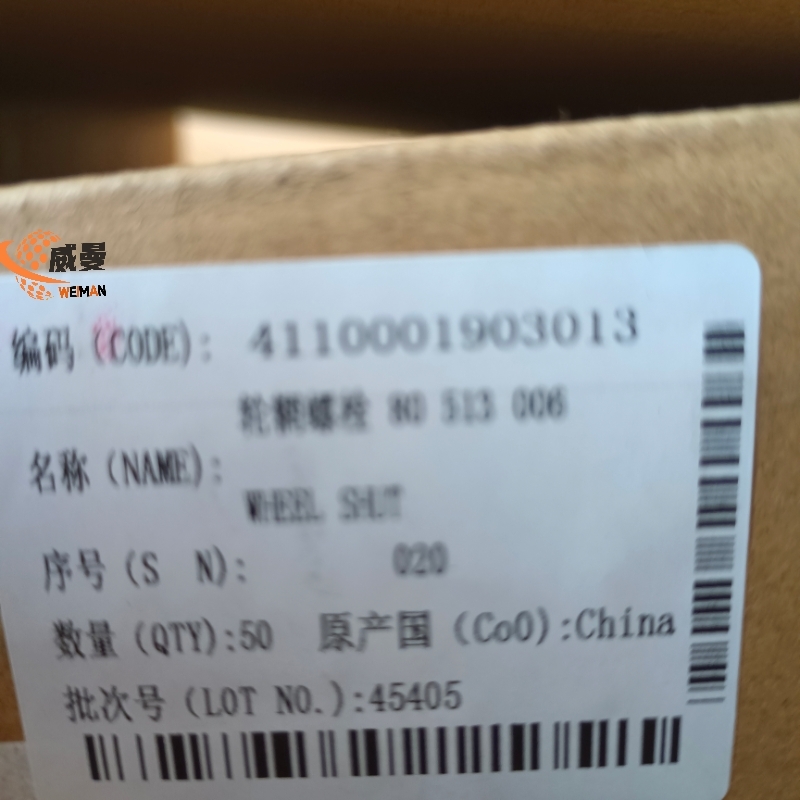 威曼
WEIMAN
编码（CODE）: 4110001903013
轮辋螺栓 80 513 006
名称（NAME）:
WHEEL SHUT
序号（S N）: 020
数量（QTY）:50 原产国（CoO）:China
批次号（LOT NO.）:45405